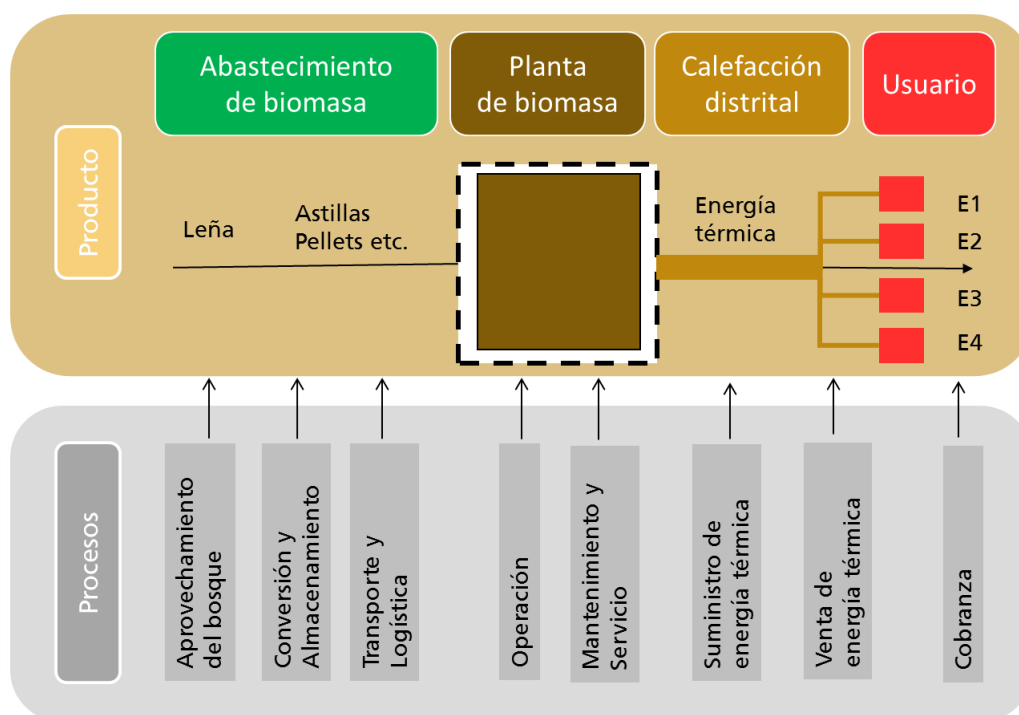 Abastecimiento
de biomasa
Planta
de biomasa
Calefacción
distrital
Usuario
Producto
Leña
Astillas
Pellets etc.
Energía
térmica
E1
E2
E3
E4
Procesos
Aprovechamiento
del bosque
Conversión y
Almacenamiento
Transporte y
Logística
Operación
Mantenimiento y
Servicio
Suministro de
energía térmica
Venta de
energía térmica
Cobranza